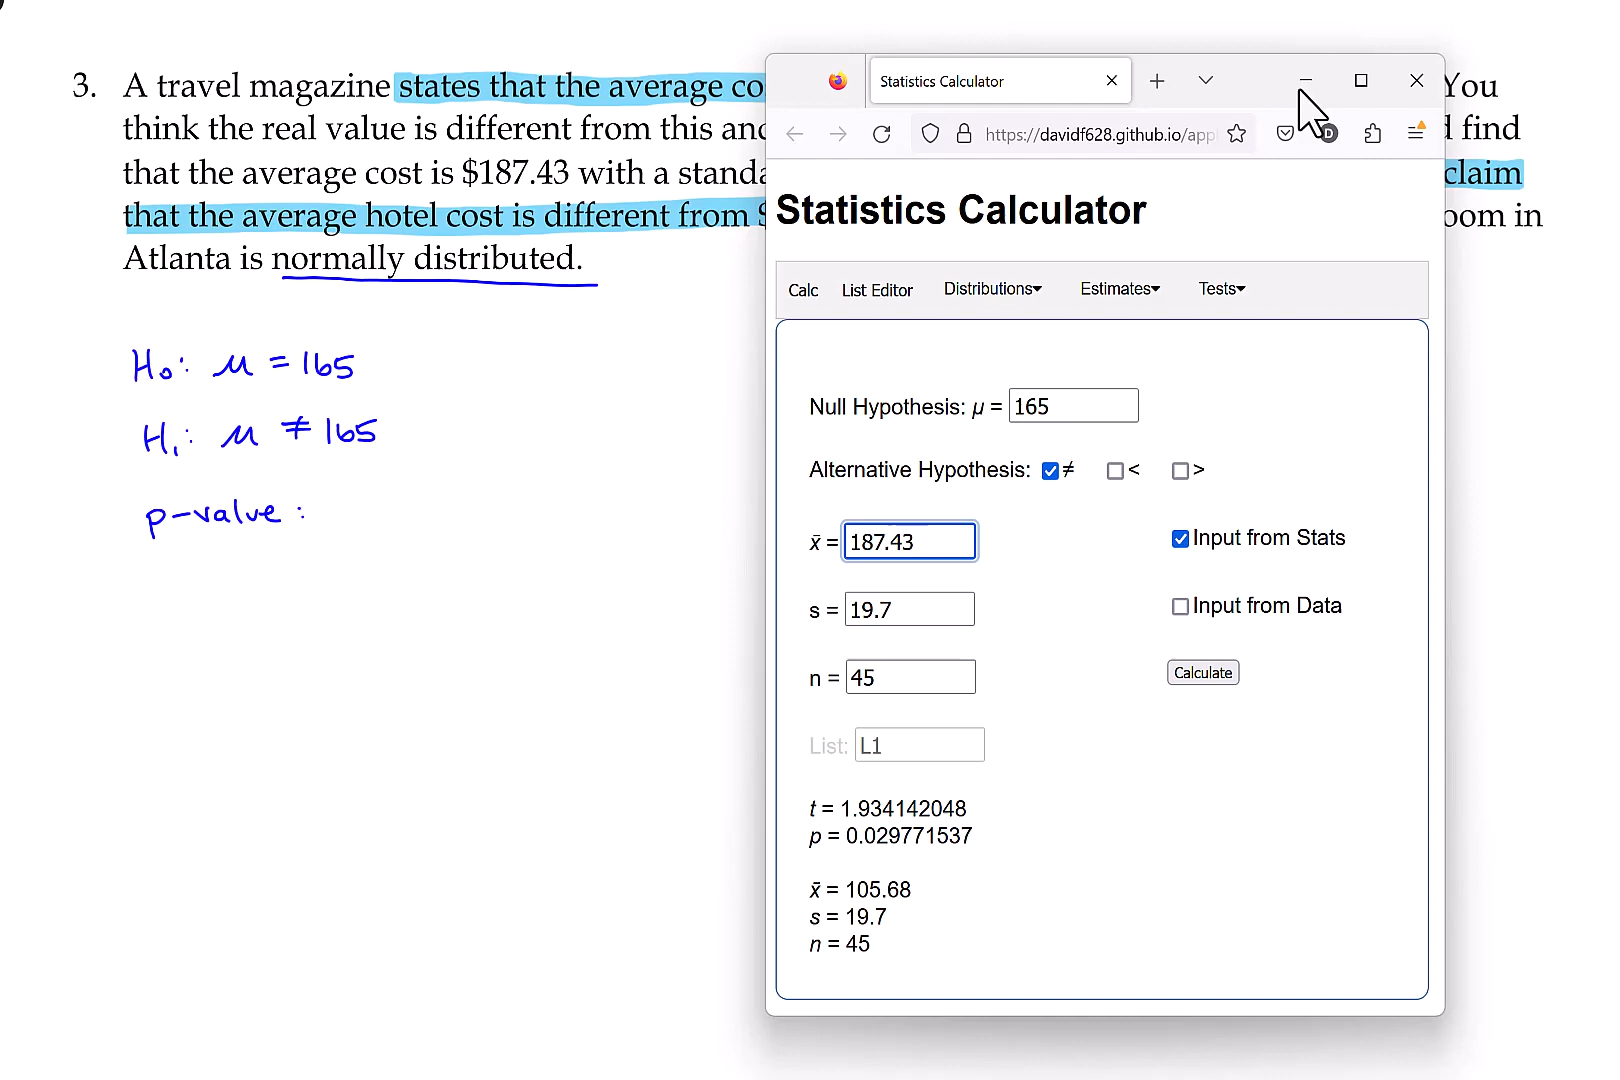 3. A travel magazine states that the average co
think the real value is different from this an
that the average cost is $187.43 with a standa
that the average hotel cost is different from $
Atlanta is normally distributed.
You
find
claim
oom in
H₀: μ = 165
H₁: μ ≠ 165
p-value:
Statistics Calculator
https://davidf628.github.io/app
D
Statistics Calculator
Calc List Editor Distributions▾ Estimates▾ Tests▾
Null Hypothesis: μ = 165
Alternative Hypothesis: ≠ < >
x̄ = 187.43 Input from Stats
s = 19.7 Input from Data
n = 45 Calculate
List: L1
t = 1.934142048
p = 0.029771537
x̄ = 105.68
s = 19.7
n = 45